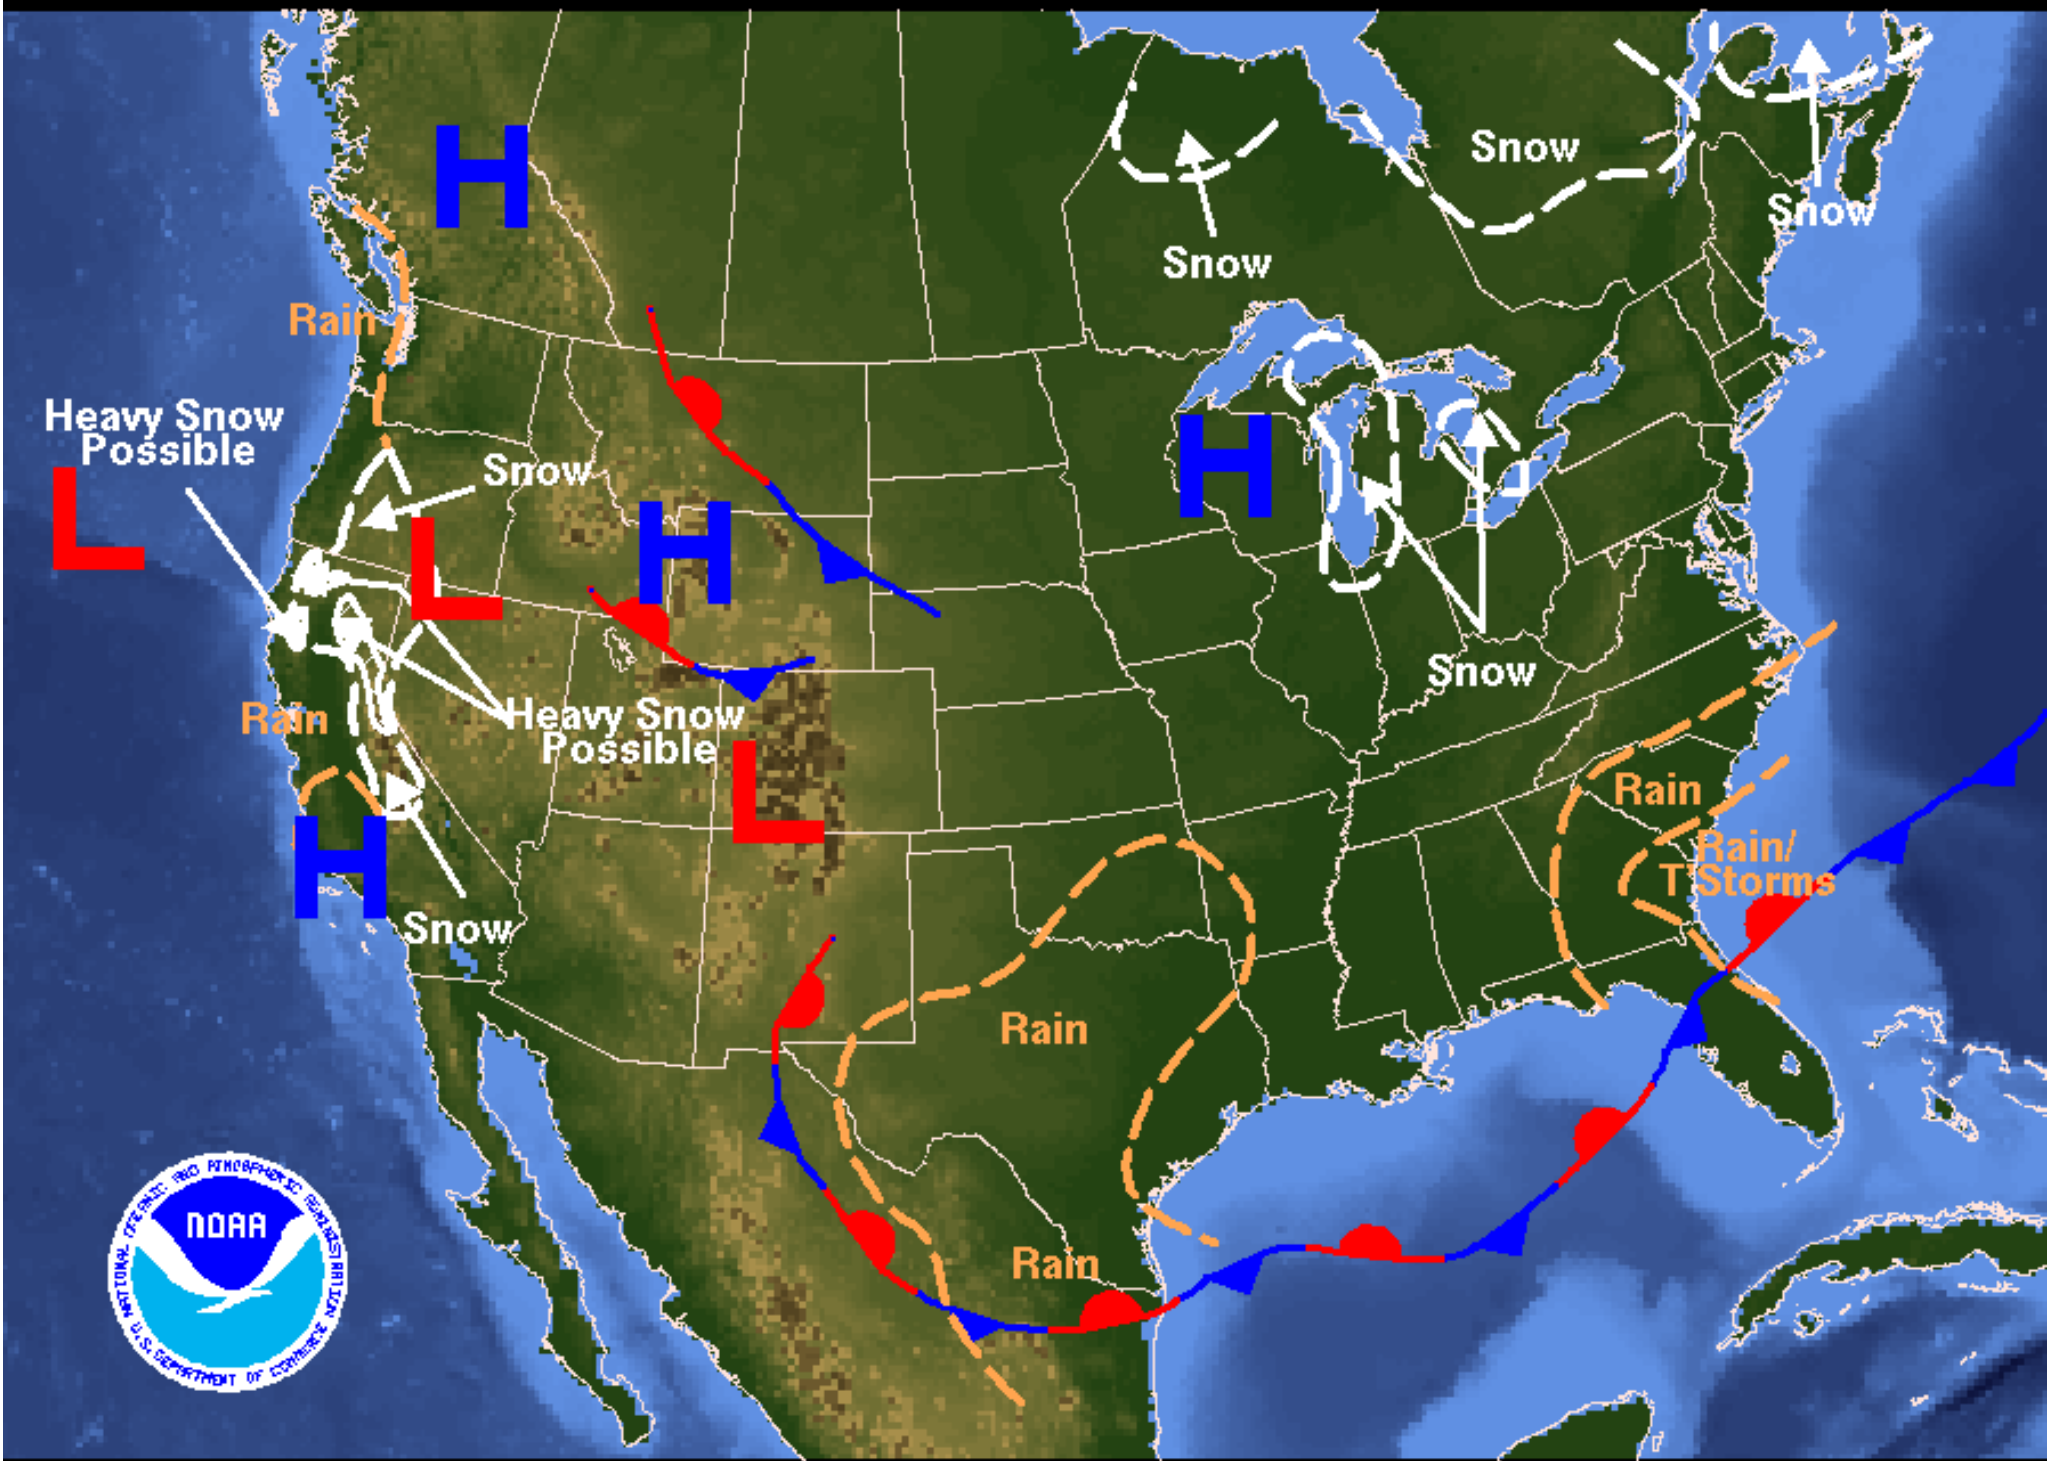 H
Snow
Snow
Snow
Snow
Rain
Heavy Snow
Possible
Snow
H
L
L
H
Snow
Heavy Snow
Possible
Rain
L
Rain
Rain/
T'Storms
H
Snow
Rain
Rain
NOAA
NATIONAL OCEANIC AND ATMOSPHERIC ADMINISTRATION
U.S. DEPARTMENT OF COMMERCE